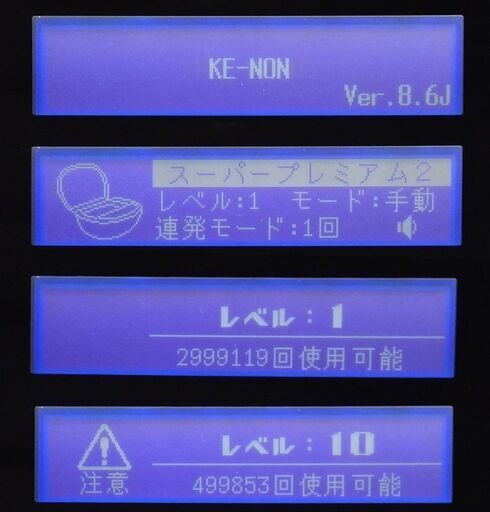 KE-NON
Ver.8.6J
スーパープレミアム2
レベル:1 モード:手動
連発モード:1回
レベル:1
2999119回使用可能
レベル:10
注意
499853回使用可能